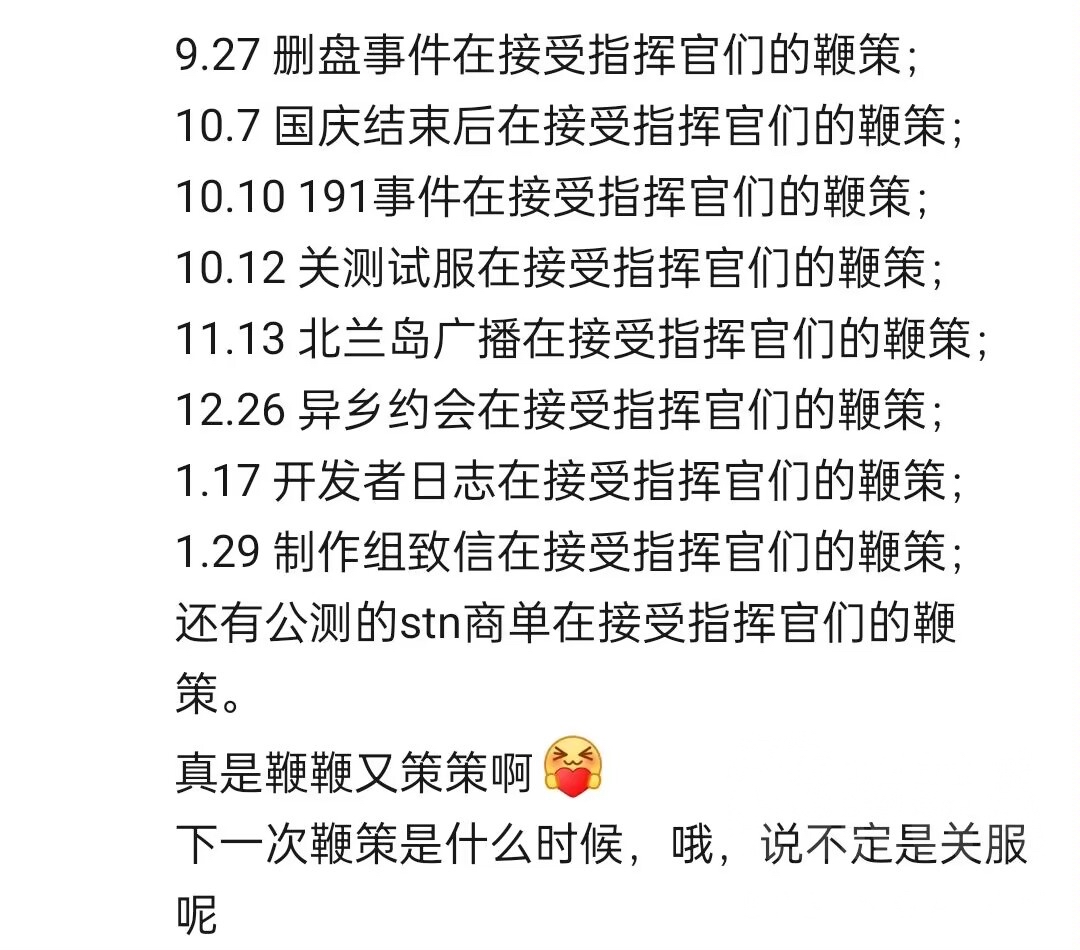 9.27 删盘事件在接受指挥官们的鞭策；
10.7 国庆结束后在接受指挥官们的鞭策；
10.10 191事件在接受指挥官们的鞭策；
10.12 关测试服在接受指挥官们的鞭策；
11.13 北兰岛广播在接受指挥官们的鞭策；
12.26 异乡约会在接受指挥官们的鞭策；
1.17 开发者日志在接受指挥官们的鞭策；
1.29 制作组致信在接受指挥官们的鞭策；
还有公测的stn商单在接受指挥官们的鞭
策。
真是鞭鞭又策策啊
下一次鞭策是什么时候，哦，说不定是关服
呢